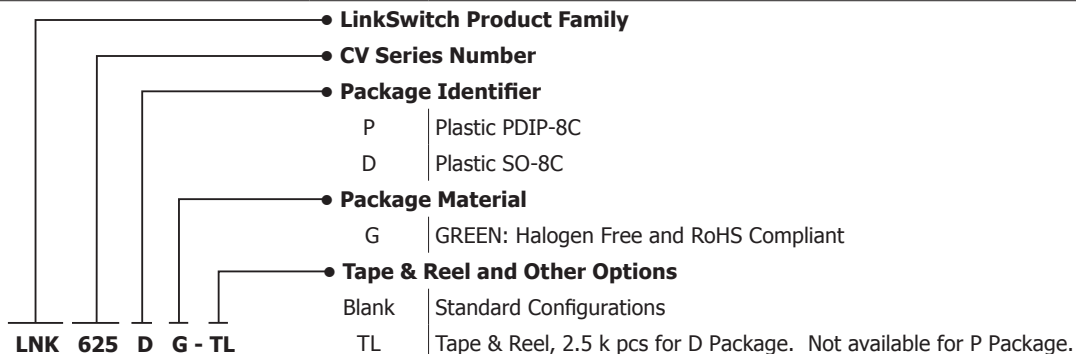 LinkSwitch Product Family
CV Series Number
Package Identifier
P Plastic PDIP-8C
D Plastic SO-8C
Package Material
G GREEN: Halogen Free and RoHS Compliant
Tape & Reel and Other Options
Blank Standard Configurations
LNK 625 D G - TL TL Tape & Reel, 2.5 k pcs for D Package. Not available for P Package.